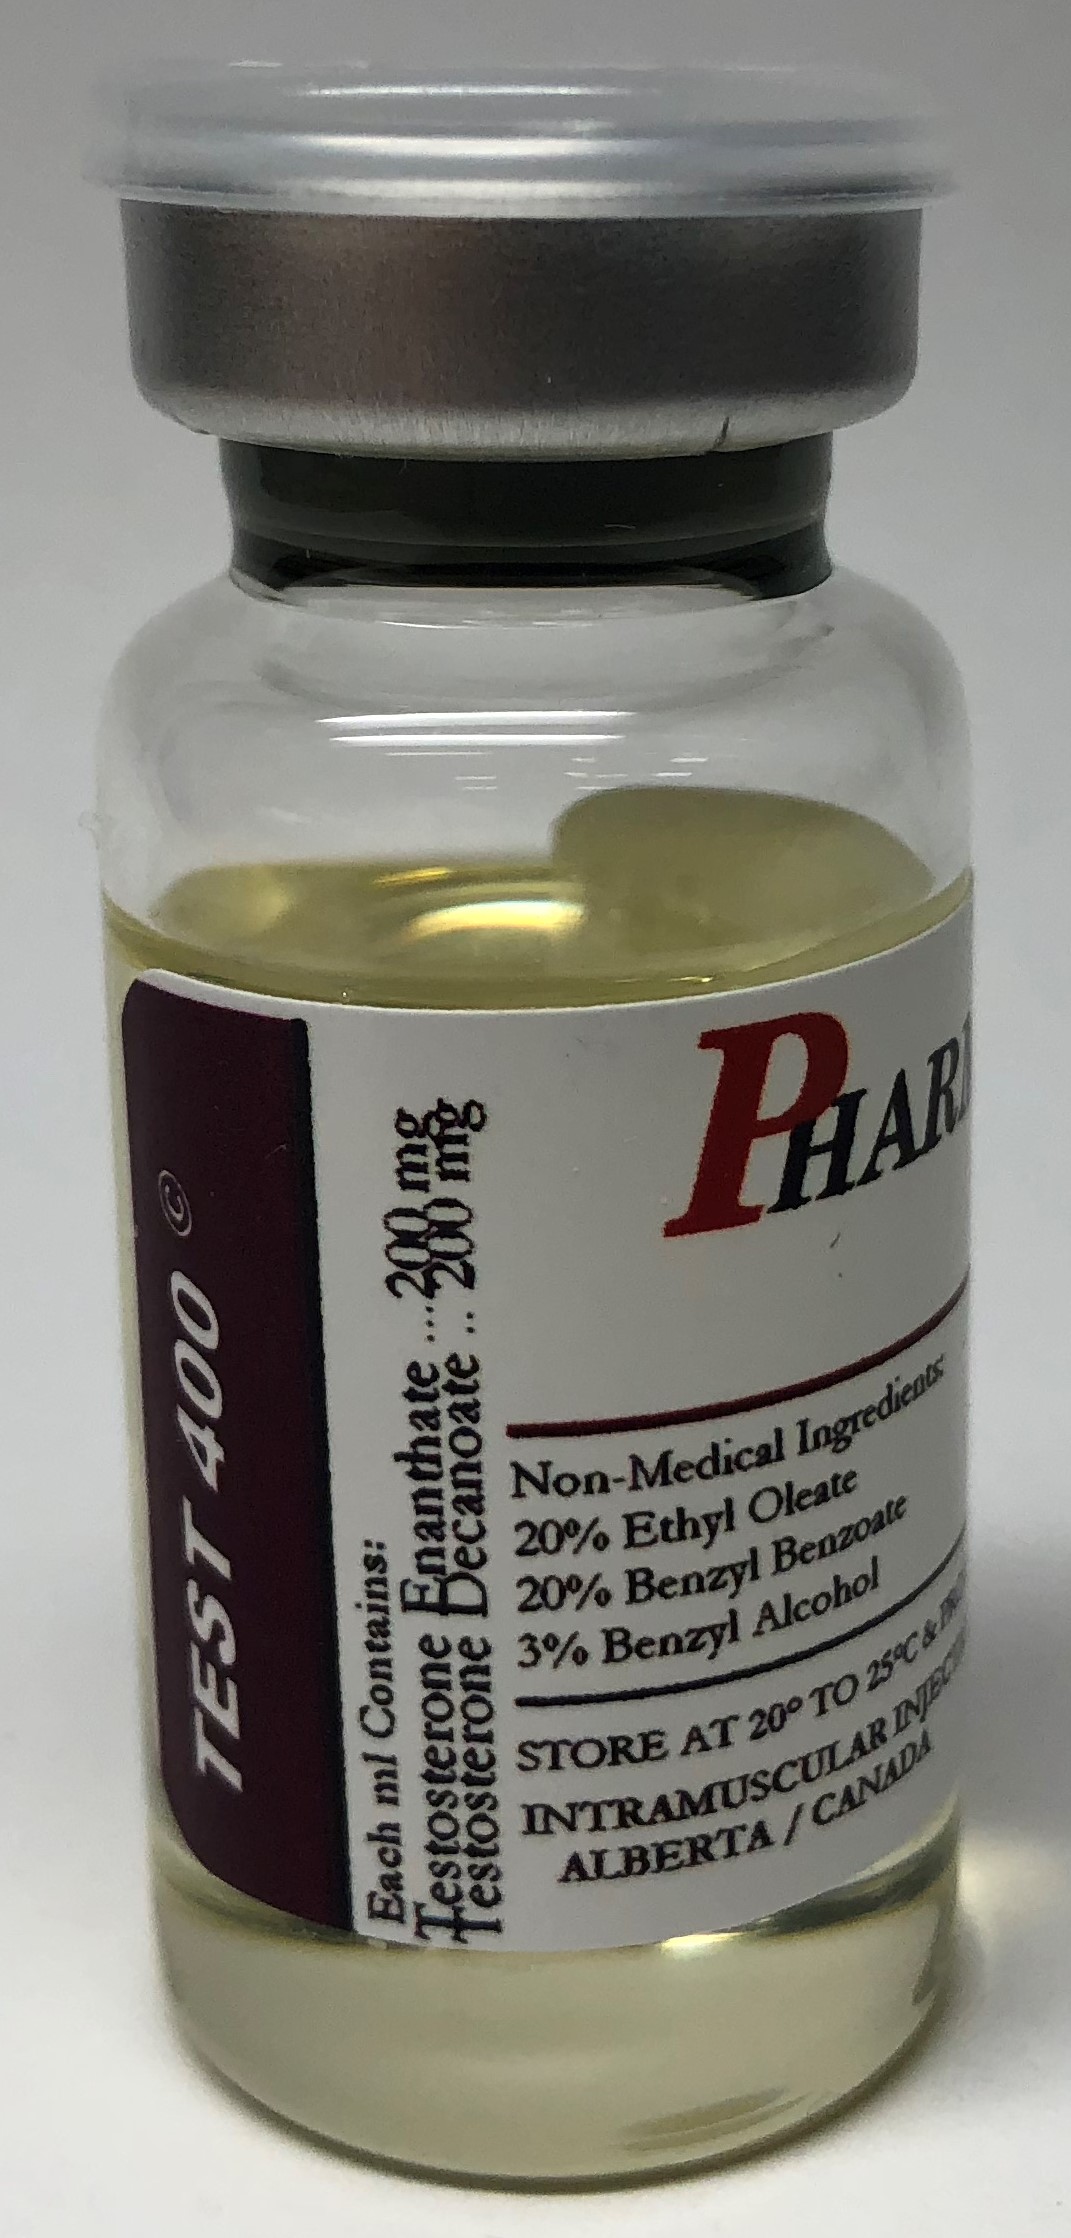 TEST 400 ©
Each ml Contains:
Testosterone Enanthate ...200 mg
Testosterone Decanoate .. 200 mg
Non-Medical Ingredients:
20% Ethyl Oleate
20% Benzyl Benzoate
3% Benzyl Alcohol
STORE AT 20° TO 25°C &
INTRAMUSCULAR
ALBERTA / CANADA